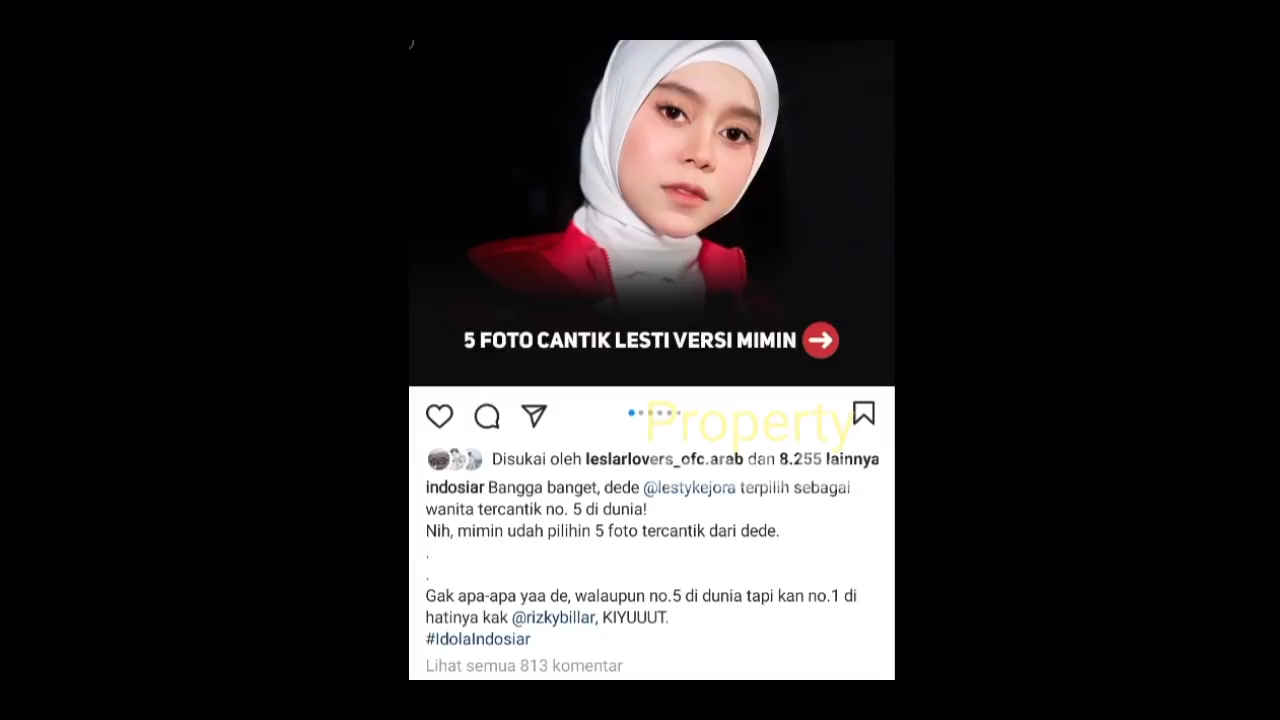 5 FOTO CANTIK LESTI VERSI MIMIN
Property
Disukai oleh leslarlovers_ofc.arab dan 8.255 lainnya
indosiar Bangga banget, dede @lestykejora terpilih sebagai
wanita tercantik no. 5 di dunia!
Nih, mimin udah pilihin 5 foto tercantik dari dede.
.
.
Gak apa-apa yaa de, walaupun no.5 di dunia tapi kan no.1 di
hatinya kak @rizkybillar, KIYUUUT.
#IdolaIndosiar
Lihat semua 813 komentar